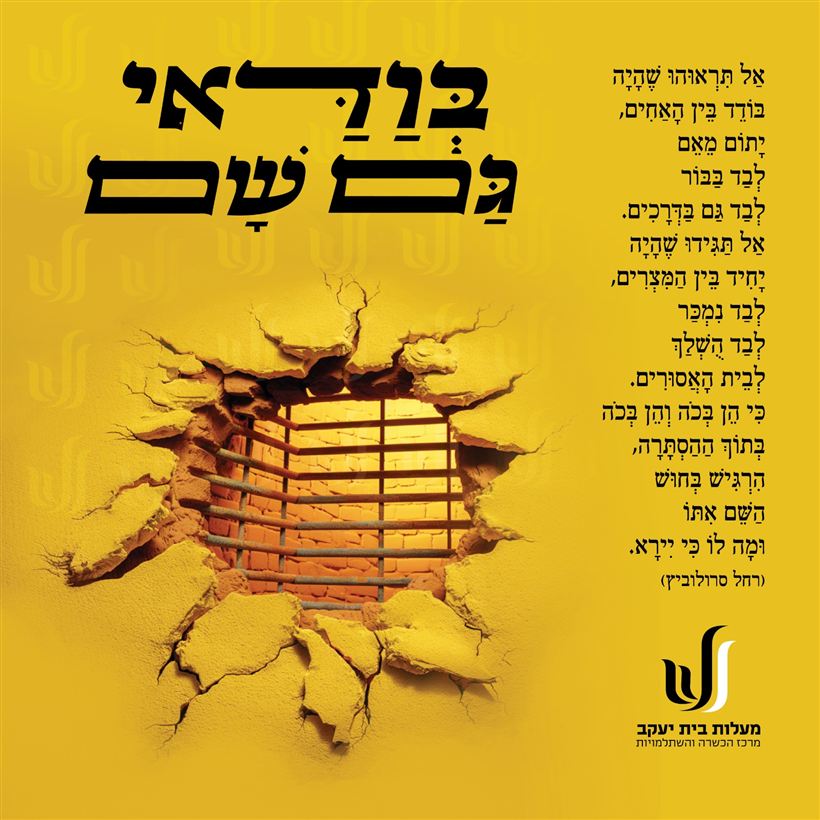 בְּוַדַּאי
גַּם שָׁם
אַל תִּרְאוּהוּ שֶׁהָיָה
בּוֹדֵד בֵּין הָאַחִים,
יָתוֹם מֵאֵם
לְבַד בַּבּוֹר
לְבַד גַּם בַּדְּרָכִים.
אַל תַּגִּידוּ שֶׁהָיָה
יָחִיד בֵּין הַמִּצְרִים,
לְבַד נִמְכַּר
לְבַד הֻשְׁלַךְ
לְבֵית הָאֲסוּרִים.
כִּי הֵן בְּכֹה וְהֵן בְּכֹה
בְּתוֹךְ הַהַסְתָּרָה,
הִרְגִּישׁ בְּחוּשׁ
הַשֵּׁם אִתּוֹ
וּמָה לוֹ כִּי יִירָא.
(רחל סרולוביץ)
מעלות בית יעקב
מרכז הכשרה והשתלמויות